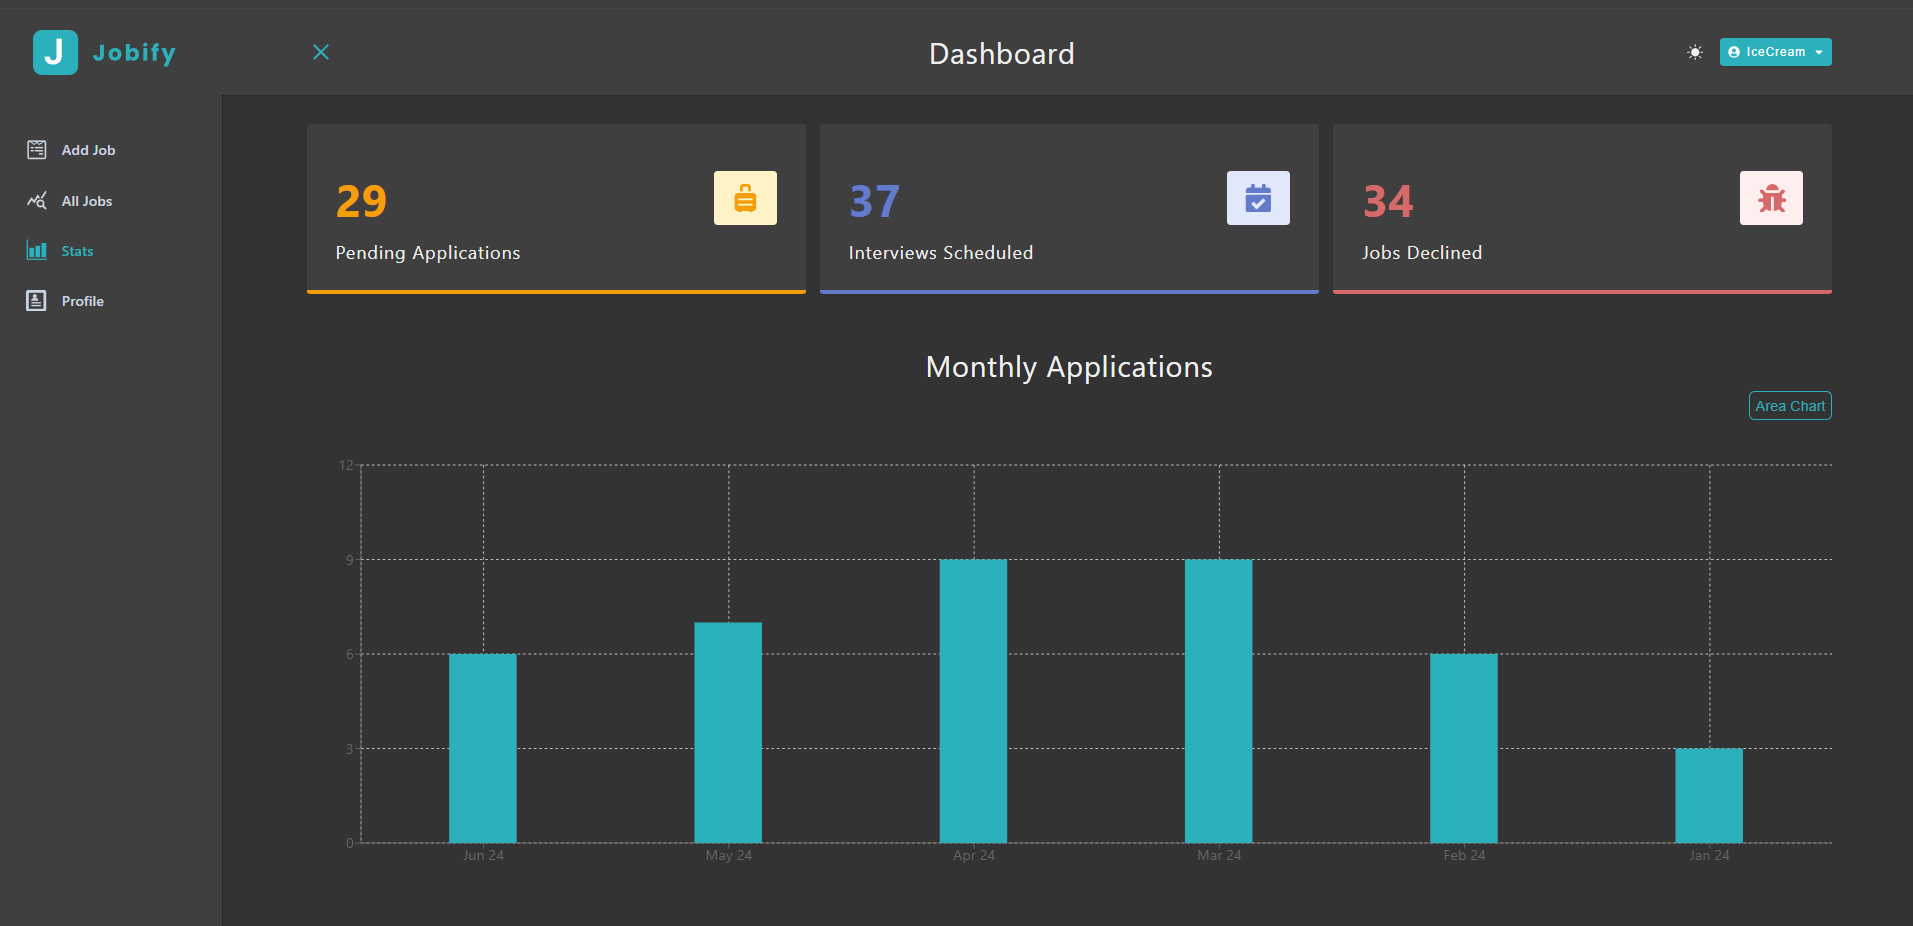 J Jobify
Dashboard
IceCream
Add Job
All Jobs
Stats
Profile
29
Pending Applications
37
Interviews Scheduled
34
Jobs Declined
Monthly Applications
Area Chart
12
9
6
3
0
Jun 24 May 24 Apr 24 Mar 24 Feb 24 Jan 24